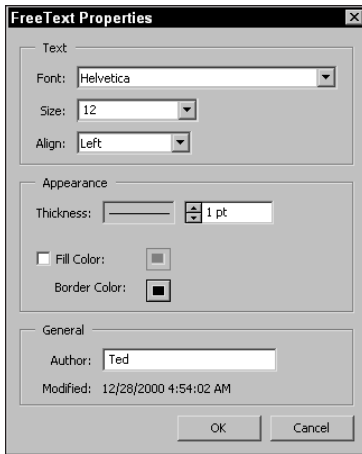 FreeText Properties
Text
Font: Helvetica
Size: 12
Align: Left
Appearance
Thickness: 1 pt
Fill Color:
Border Color:
General
Author: Ted
Modified: 12/28/2000 4:54:02 AM
OK Cancel